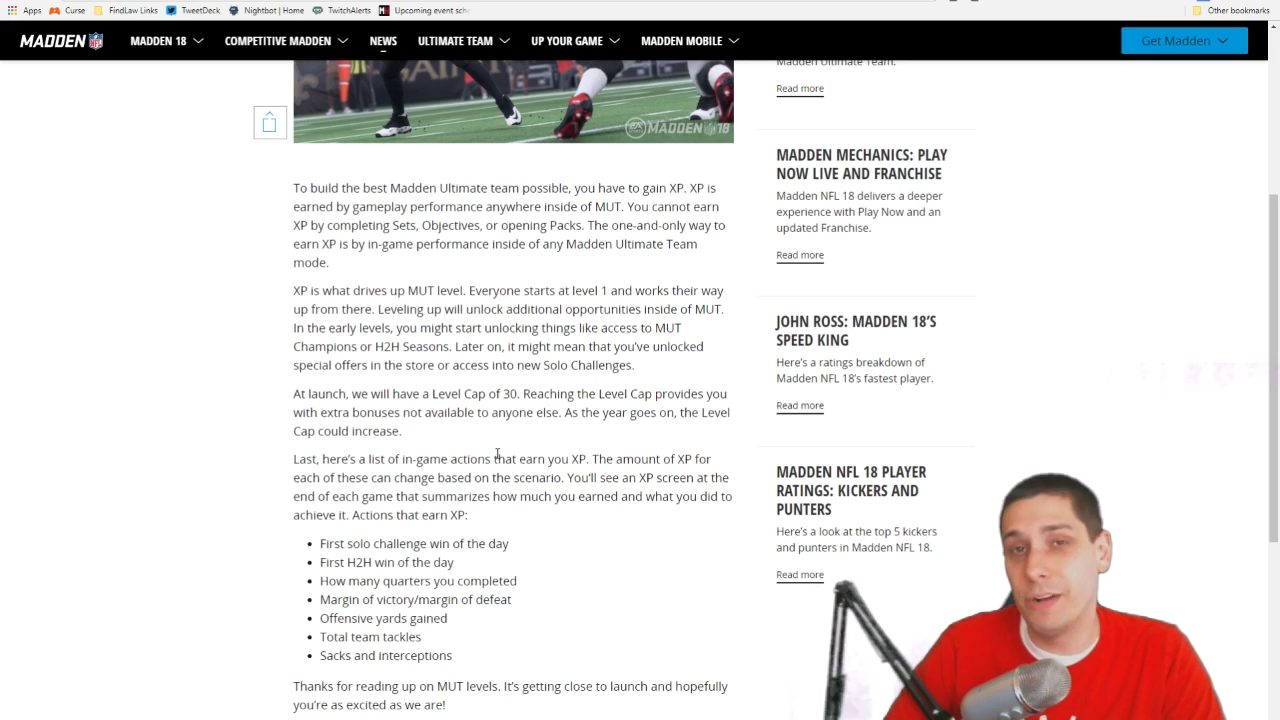 Apps
Curse
FindLaw Links
TweetDeck
Nightbot | Home
TwitchAlerts
Upcoming event sch
Other bookmarks
MADDEN NFL
MADDEN 18
COMPETITIVE MADDEN
NEWS
ULTIMATE TEAM
UP YOUR GAME
MADDEN MOBILE
Get Madden
EA SPORTS MADDEN NFL 18
To build the best Madden Ultimate team possible, you have to gain XP. XP is
earned by gameplay performance anywhere inside of MUT. You cannot earn
XP by completing Sets, Objectives, or opening Packs. The one-and-only way to
earn XP is by in-game performance inside of any Madden Ultimate Team
mode.
XP is what drives up MUT level. Everyone starts at level 1 and works their way
up from there. Leveling up will unlock additional opportunities inside of MUT.
In the early levels, you might start unlocking things like access to MUT
Champions or H2H Seasons. Later on, it might mean that you've unlocked
special offers in the store or access into new Solo Challenges.
At launch, we will have a Level Cap of 30. Reaching the Level Cap provides you
with extra bonuses not available to anyone else. As the year goes on, the Level
Cap could increase.
Last, here's a list of in-game actions that earn you XP. The amount of XP for
each of these can change based on the scenario. You'll see an XP screen at the
end of each game that summarizes how much you earned and what you did to
achieve it. Actions that earn XP:
• First solo challenge win of the day
• First H2H win of the day
• How many quarters you completed
• Margin of victory/margin of defeat
• Offensive yards gained
• Total team tackles
• Sacks and interceptions
Thanks for reading up on MUT levels. It's getting close to launch and hopefully
you're as excited as we are!
Madden Ultimate Team.
Read more
MADDEN MECHANICS: PLAY
NOW LIVE AND FRANCHISE
Madden NFL 18 delivers a deeper
experience with Play Now and an
updated Franchise.
Read more
JOHN ROSS: MADDEN 18'S
SPEED KING
Here's a ratings breakdown of
Madden NFL 18's fastest player.
Read more
MADDEN NFL 18 PLAYER
RATINGS: KICKERS AND
PUNTERS
Here's a look at the top 5 kickers
and punters in Madden NFL 18.
Read more